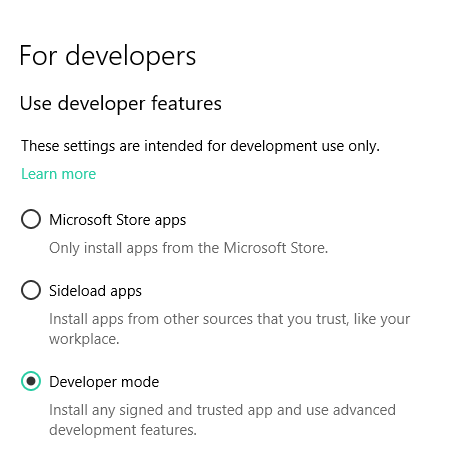 For developers
Use developer features
These settings are intended for development use only.
Learn more
Microsoft Store apps
Only install apps from the Microsoft Store.
Sideload apps
Install apps from other sources that you trust, like your
workplace.
Developer mode
Install any signed and trusted app and use advanced
development features.